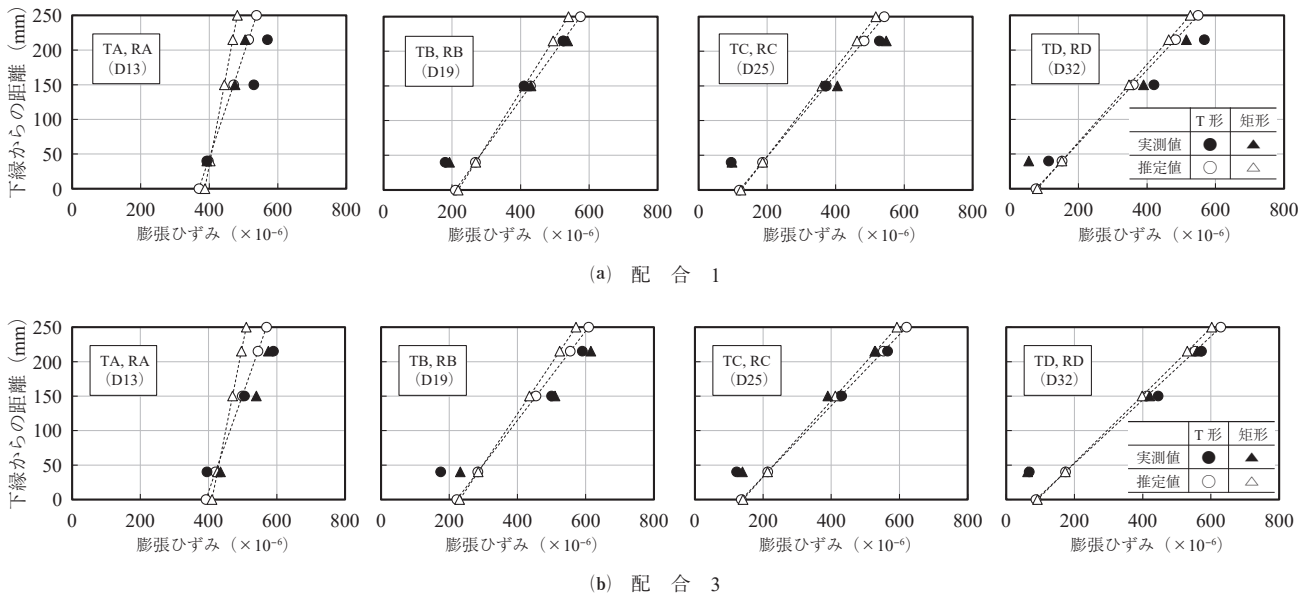 下縁からの距離（mm）
250
200
150
100
50
0
TA, RA
（D13）
0 200 400 600 800
膨張ひずみ（×10⁻⁶）
TB, RB
（D19）
0 200 400 600 800
膨張ひずみ（×10⁻⁶）
TC, RC
（D25）
0 200 400 600 800
膨張ひずみ（×10⁻⁶）
TD, RD
（D32）
T 形 矩形
実測値 ● ▲
推定値 ○ △
0 200 400 600 800
膨張ひずみ（×10⁻⁶）
(a) 配 合 1
下縁からの距離（mm）
250
200
150
100
50
0
TA, RA
（D13）
0 200 400 600 800
膨張ひずみ（×10⁻⁶）
TB, RB
（D19）
0 200 400 600 800
膨張ひずみ（×10⁻⁶）
TC, RC
（D25）
0 200 400 600 800
膨張ひずみ（×10⁻⁶）
TD, RD
（D32）
T 形 矩形
実測値 ● ▲
推定値 ○ △
0 200 400 600 800
膨張ひずみ（×10⁻⁶）
(b) 配 合 3